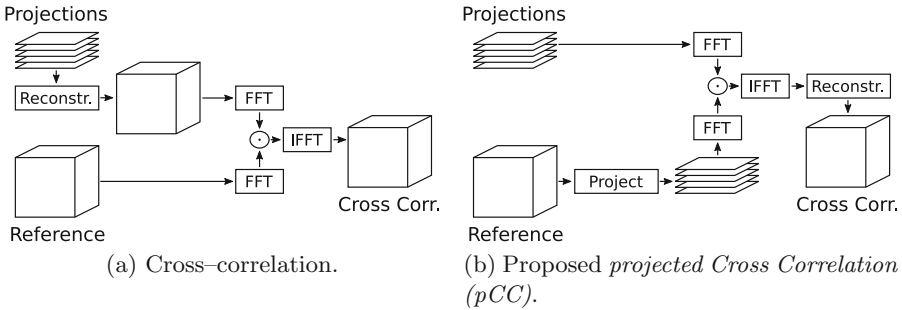 Projections
Reconstr.
FFT
IFFT
FFT
Reference
Cross Corr.
(a) Cross–correlation.
Projections
FFT
IFFT
Reconstr.
FFT
Project
Reference
Cross Corr.
(b) Proposed projected Cross Correlation
(pCC).